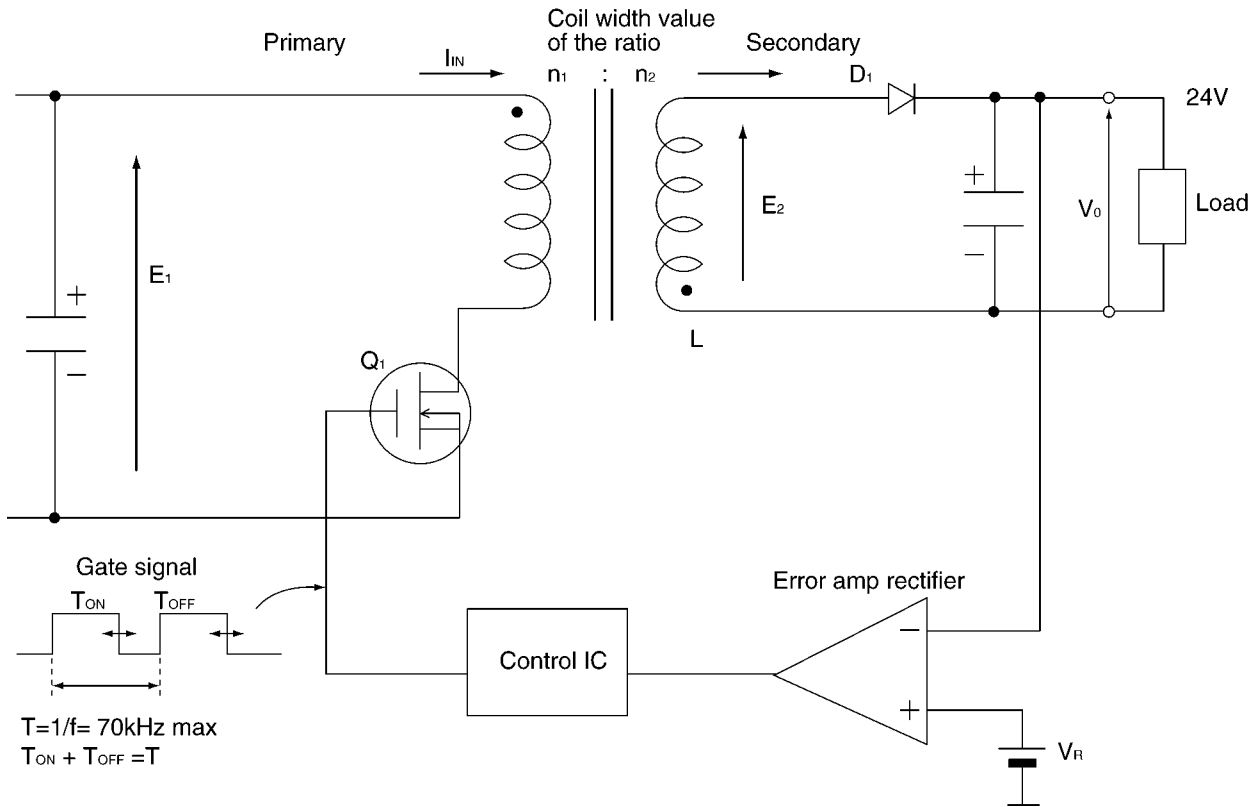 Coil width value
of the ratio
Primary
Secondary
IIN
n1 : n2
D1
24V
+
−
E1
E2
+
−
V0
Load
L
Q1
Gate signal
TON TOFF
T=1/f= 70kHz max
TON + TOFF =T
Control IC
Error amp rectifier
−
+
VR